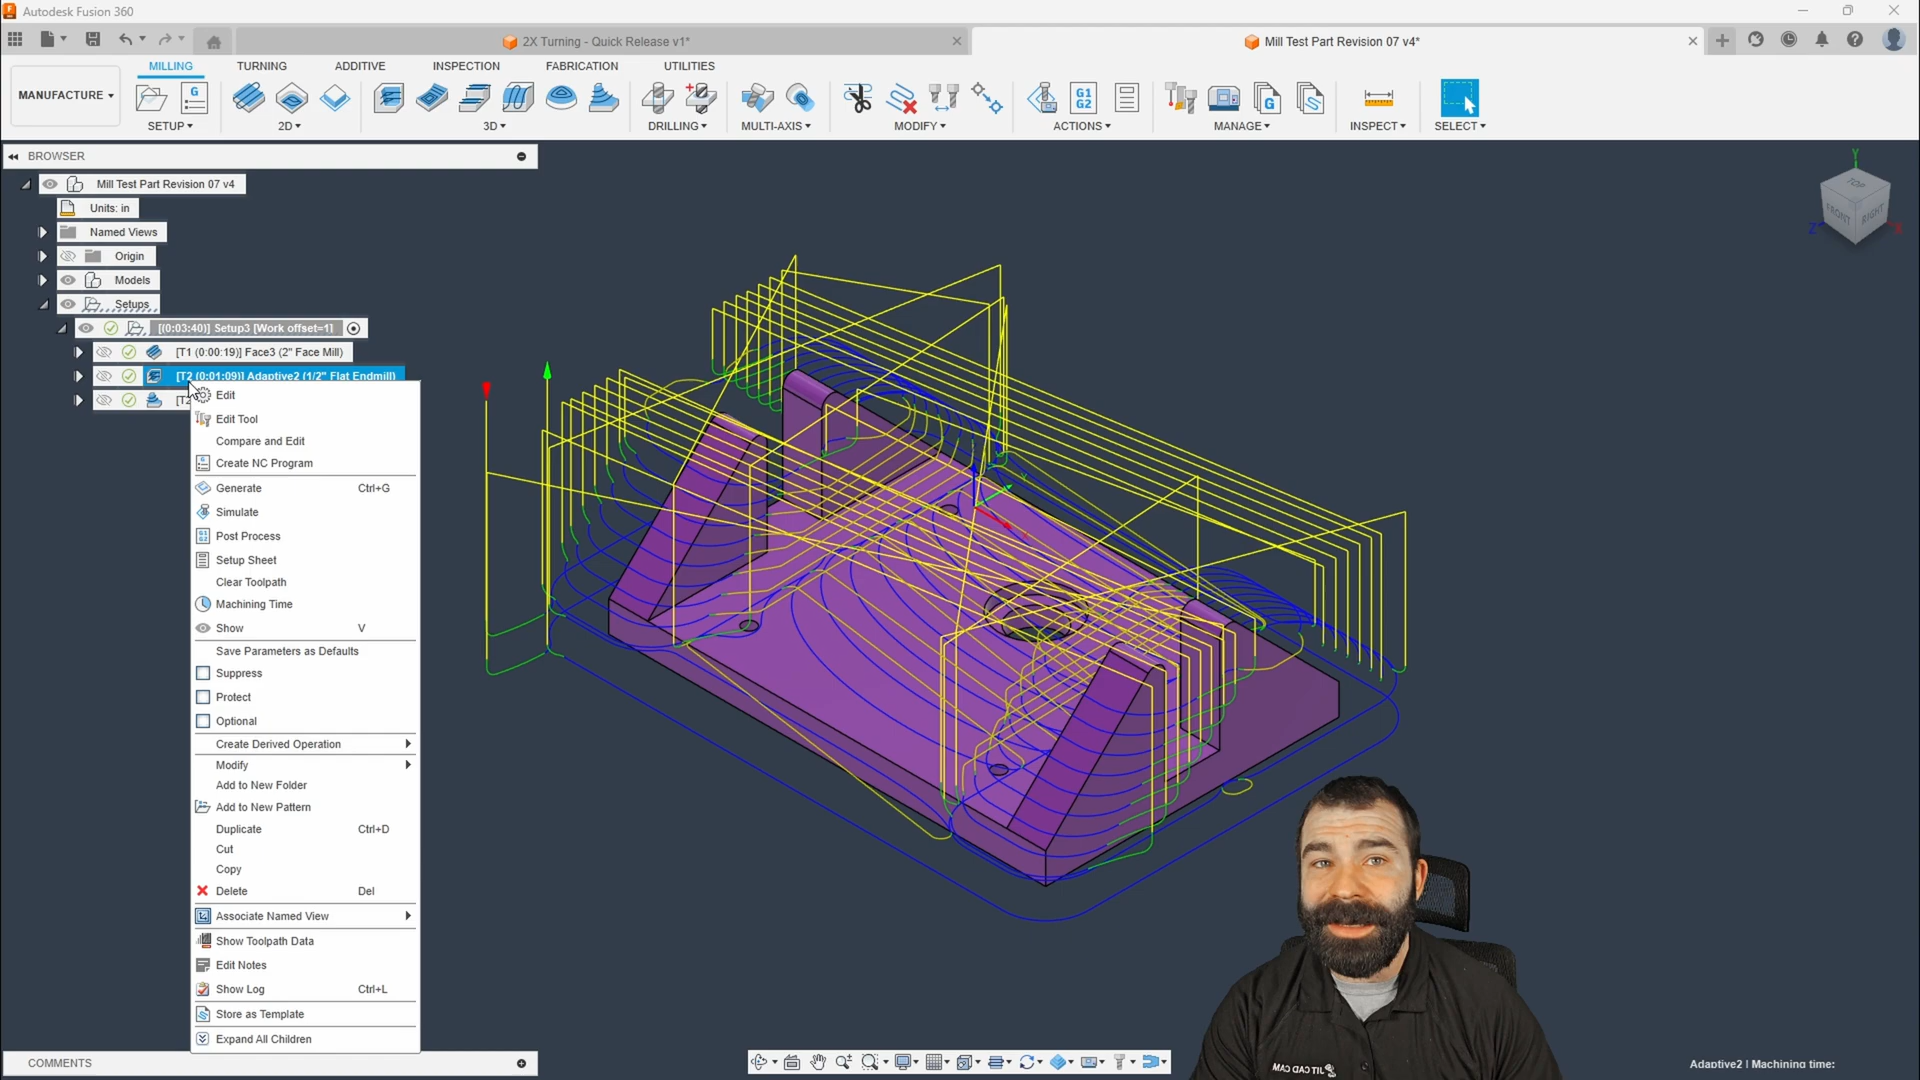 Autodesk Fusion 360
2X Turning - Quick Release v1*
Mill Test Part Revision 07 v4*
MILLING
TURNING
ADDITIVE
INSPECTION
FABRICATION
UTILITIES
MANUFACTURE
SETUP
2D
3D
DRILLING
MULTI-AXIS
MODIFY
ACTIONS
MANAGE
INSPECT
SELECT
BROWSER
Mill Test Part Revision 07 v4
Units: in
Named Views
Origin
Models
Setups
[(0:03:40)] Setup3 [Work offset=1]
[T1 (0:00:19)] Face3 (2" Face Mill)
[T2 (0:01:09)] Adaptive2 (1/2" Flat Endmill)
[T2
Edit
Edit Tool
Compare and Edit
Create NC Program
Generate Ctrl+G
Simulate
Post Process
Setup Sheet
Clear Toolpath
Machining Time
Show V
Save Parameters as Defaults
Suppress
Protect
Optional
Create Derived Operation
Modify
Add to New Folder
Add to New Pattern
Duplicate Ctrl+D
Cut
Copy
Delete Del
Associate Named View
Show Toolpath Data
Edit Notes
Show Log Ctrl+L
Store as Template
Expand All Children
COMMENTS
Y
TOP
FRONT
RIGHT
Z
X
G
G1
G2
G
Adaptive2 | Machining time: